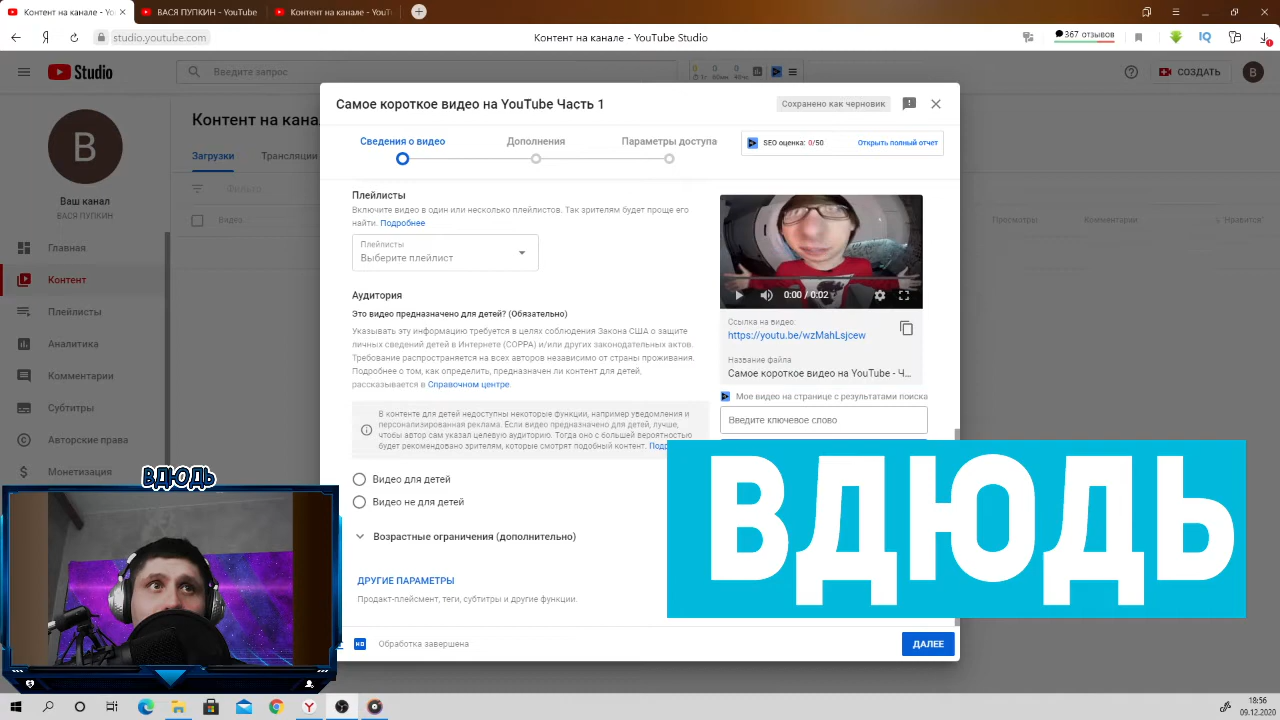 Контент на канале - YouTu
ВАСЯ ПУПКИН - YouTube
Контент на канале - YouTu
studio.youtube.com
Контент на канале - YouTube Studio
367 отзывов
IQ
Studio
Введите запрос
СОЗДАТЬ
В
В
Ваш канал
ВАСЯ ПУПКИН
Главная
Контент
Плейлисты
Аналитика
Комментарии
Субтитры
Авторские права
Монетизация
Контент на кана
Загрузки
Трансляции
Фильтр
Видео
Просмотры
Комментарии
"Нравится"
Самое короткое видео на YouTube Часть 1
Сохранено как черновик
Сведения о видео
Дополнения
Параметры доступа
SEO оценка: 0/50
Открыть полный отчет
Плейлисты
Включите видео в один или несколько плейлистов. Так зрителям будет проще его
найти. Подробнее
Плейлисты
Выберите плейлист
Аудитория
Это видео предназначено для детей? (Обязательно)
Указывать эту информацию требуется в целях соблюдения Закона США о защите
личных сведений детей в Интернете (COPPA) и/или других законодательных актов.
Требование распространяется на всех авторов независимо от страны проживания.
Подробнее о том, как определить, предназначен ли контент для детей,
рассказывается в Справочном центре.
В контенте для детей недоступны некоторые функции, например уведомления и
персонализированная реклама. Если видео предназначено для детей, лучше,
чтобы автор сам указал целевую аудиторию. Тогда оно с большей вероятностью
будет рекомендовано зрителям, которые смотрят подобный контент. Под
Видео для детей
Видео не для детей
Возрастные ограничения (дополнительно)
ДРУГИЕ ПАРАМЕТРЫ
Продакт-плейсмент, теги, субтитры и другие функции.
HD
Обработка завершена
ДАЛЕЕ
0:00 / 0:02
Ссылка на видео:
https://youtu.be/wzMahLsjcew
Название файла
Самое короткое видео на YouTube - Ч...
Мое видео на странице с результатами поиска
Введите ключевое слово
ВДЮДЬ
ВДЮДЬ
18:56
09.12.2020